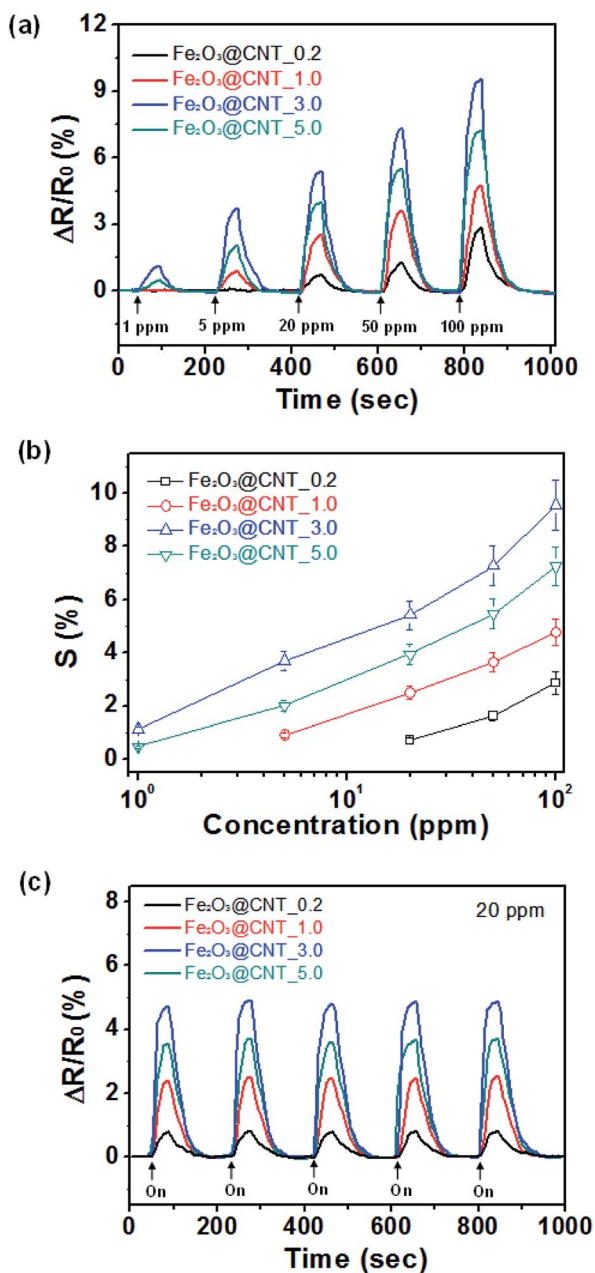 (a)
12
9
6
3
0
ΔR/R₀ (%)
Fe₂O₃@CNT_0.2
Fe₂O₃@CNT_1.0
Fe₂O₃@CNT_3.0
Fe₂O₃@CNT_5.0
1 ppm
5 ppm
20 ppm
50 ppm
100 ppm
0 200 400 600 800 1000
Time (sec)
(b)
10
8
6
4
2
0
S (%)
Fe₂O₃@CNT_0.2
Fe₂O₃@CNT_1.0
Fe₂O₃@CNT_3.0
Fe₂O₃@CNT_5.0
10⁰ 10¹ 10²
Concentration (ppm)
(c)
8
6
4
2
0
ΔR/R₀ (%)
Fe₂O₃@CNT_0.2
Fe₂O₃@CNT_1.0
Fe₂O₃@CNT_3.0
Fe₂O₃@CNT_5.0
20 ppm
On On On On On
0 200 400 600 800 1000
Time (sec)